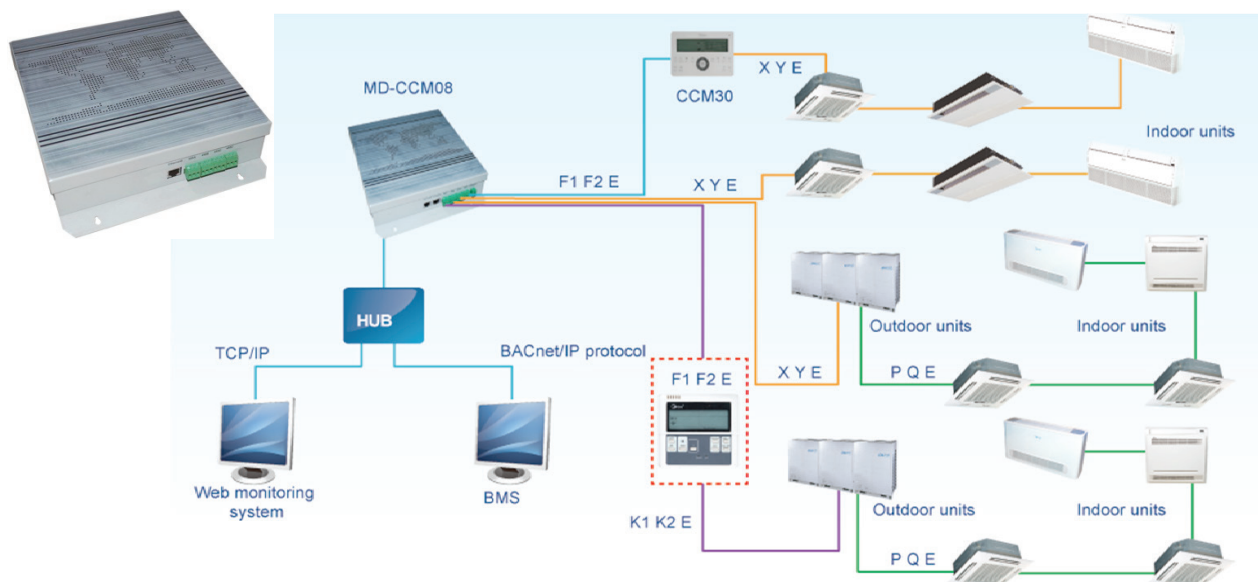 MD-CCM08
CCM30
X Y E
Indoor units
F1 F2 E
X Y E
HUB
TCP/IP
BACnet/IP protocol
Outdoor units
Indoor units
X Y E
P Q E
F1 F2 E
Web monitoring
system
BMS
K1 K2 E
Outdoor units
Indoor units
P Q E